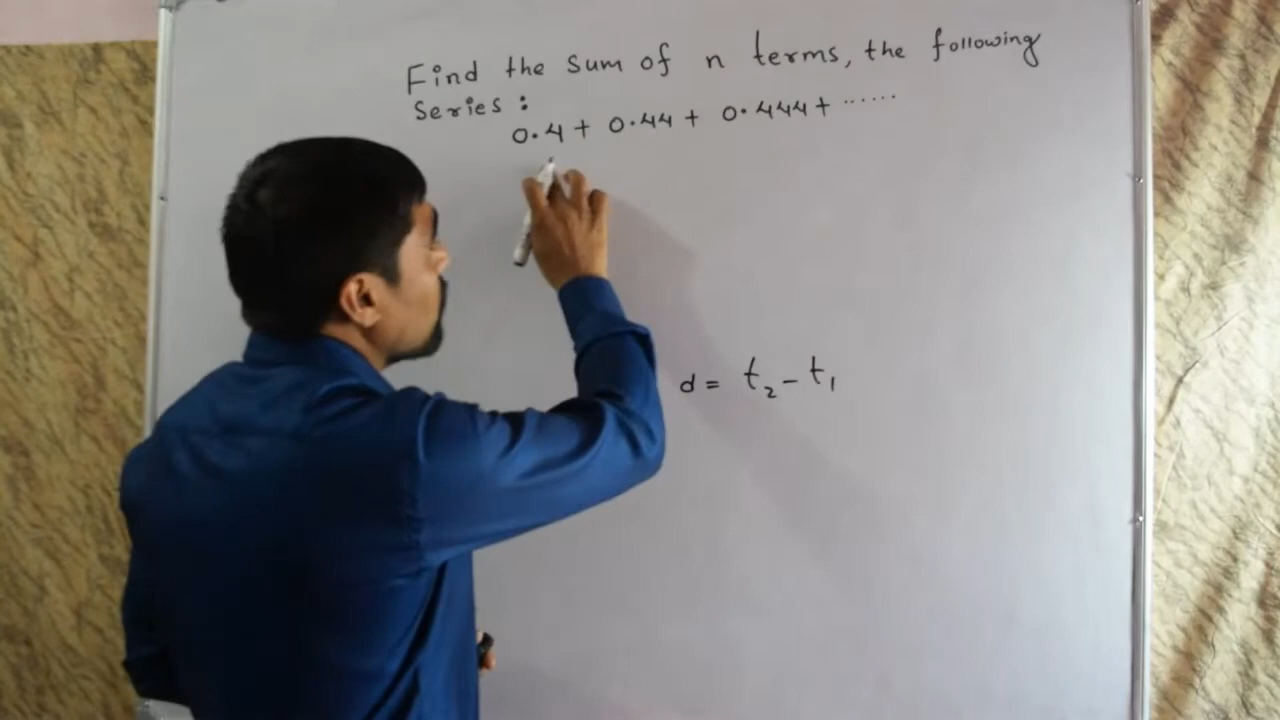 Find the sum of n terms, the following
series :
0.4 + 0.44 + 0.444 + ......
d = t₂ - t₁